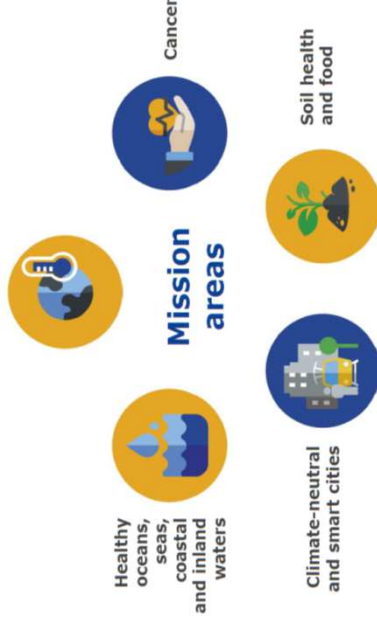 Cancer
Mission
areas
Healthy
oceans,
seas,
coastal
and inland
waters
Soil health
and food
Climate-neutral
and smart cities